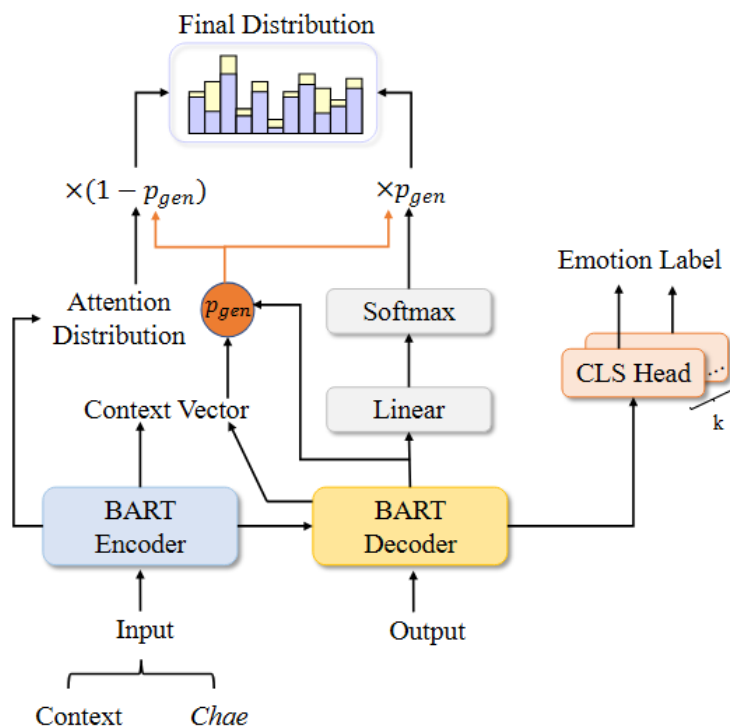 Final Distribution
×(1 − p_gen)
×p_gen
Emotion Label
Attention
Distribution
p_gen
Softmax
CLS Head
...
k
Context Vector
Linear
BART
Encoder
BART
Decoder
Input
Output
Context
Chae